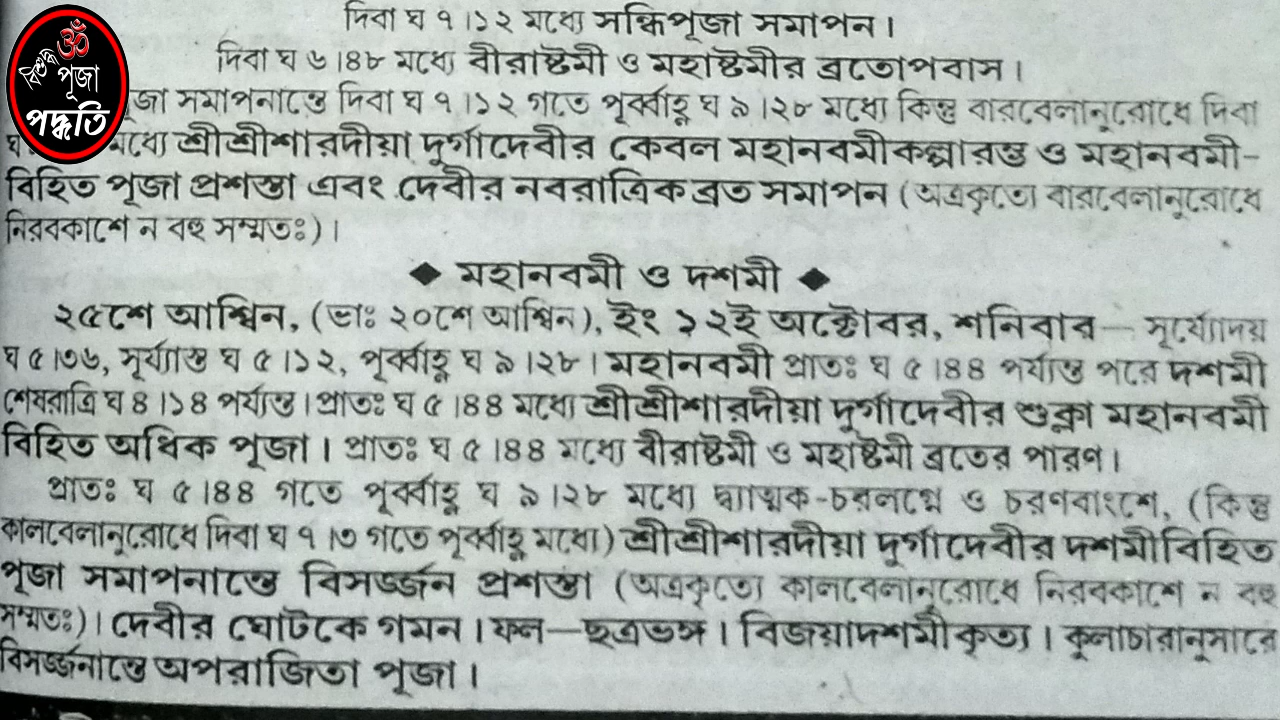 দিবা ঘ ৭।১২ মধ্যে সন্ধিপূজা সমাপন।
দিবা ঘ ৬।৪৮ মধ্যে বীরাষ্টমী ও মহাষ্টমীর ব্রতোপবাস।
ॐ
বিশুদ্ধ পূজা
পদ্ধতি
সমাপনান্তে দিবা ঘ ৭।১২ গতে পূর্ব্বাহ্ণ ঘ ৯।২৮ মধ্যে কিন্তু বারবেলানুরোধে দিবা
মধ্যে শ্রীশ্রীশারদীয়া দুর্গাদেবীর কেবল মহানবমীকল্পারম্ভ ও মহানবমী-
বিহিত পূজা প্রশস্তা এবং দেবীর নবরাত্রিকব্রত সমাপন (অত্রকৃত্যে বারবেলানুরোধে
নিরবকাশে ন বহু সম্মতঃ)।
◆ মহানবমী ও দশমী ◆
২৫শে আশ্বিন, (ভাঃ ২০শে আশ্বিন), ইং ১২ই অক্টোবর, শনিবার— সূর্য্যোদয়
ঘ ৫।৩৬, সূর্য্যাস্ত ঘ ৫।১২, পূর্ব্বাহ্ণ ঘ ৯।২৮। মহানবমী প্রাতঃ ঘ ৫।৪৪ পর্য্যন্ত পরে দশমী
শেষরাত্রি ঘ ৪।১৪ পর্য্যন্ত। প্রাতঃ ঘ ৫।৪৪ মধ্যে শ্রীশ্রীশারদীয়া দুর্গাদেবীর শুক্লা মহানবমী
বিহিত অধিক পূজা। প্রাতঃ ঘ ৫।৪৪ মধ্যে বীরাষ্টমী ও মহাষ্টমী ব্রতের পারণ।
প্রাতঃ ঘ ৫।৪৪ গতে পূর্ব্বাহ্ণ ঘ ৯।২৮ মধ্যে দ্ব্যাত্মক-চরলগ্নে ও চরণবাংশে, (কিন্তু
কালবেলানুরোধে দিবা ঘ ৭।৩ গতে পূর্ব্বাহ্ণ মধ্যে) শ্রীশ্রীশারদীয়া দুর্গাদেবীর দশমীবিহিত
পূজা সমাপনান্তে বিসর্জ্জন প্রশস্তা (অত্রকৃত্যে কালবেলানুরোধে নিরবকাশে ন বহু
সম্মতঃ)। দেবীর ঘোটকে গমন। ফল—ছত্রভঙ্গ। বিজয়াদশমী কৃত্য। কুলাচারানুসারে
বিসর্জ্জনান্তে অপরাজিতা পূজা।